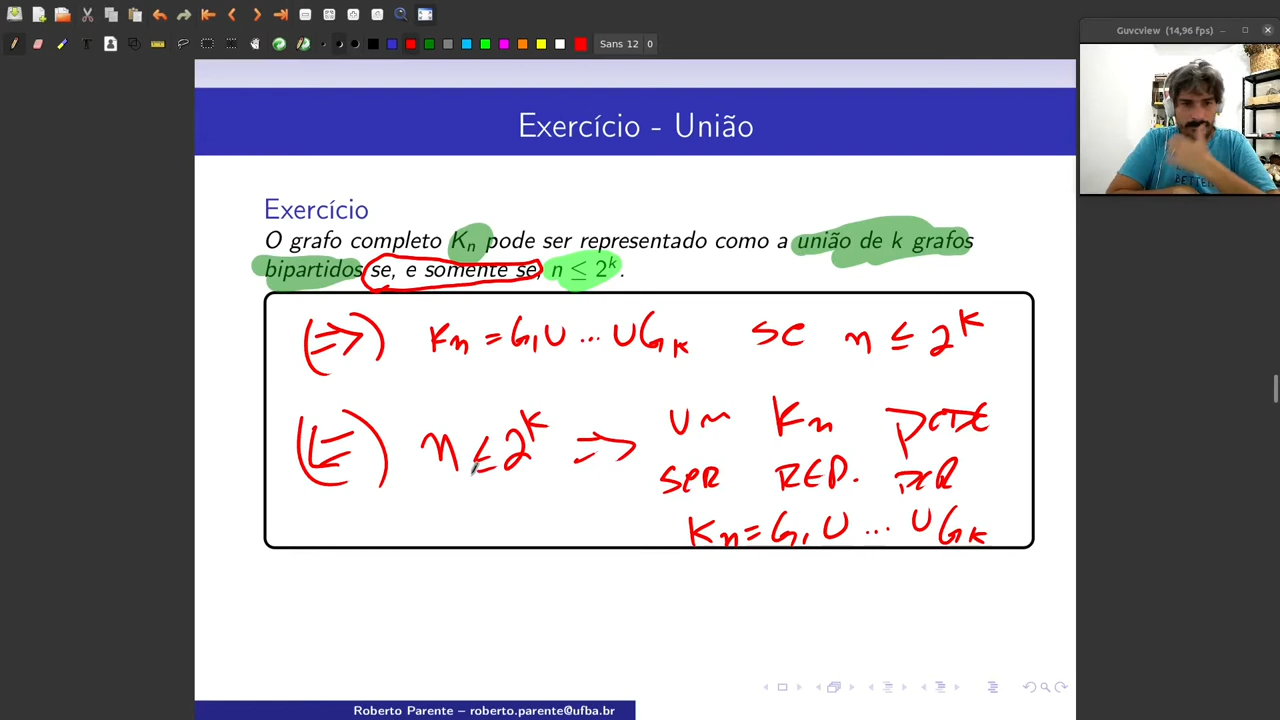 Sans 12 0
Guvcview (14,96 fps)
Exercício - União
Exercício
O grafo completo Kn pode ser representado como a união de k grafos
bipartidos se, e somente se, n ≤ 2^k.
(⇒) Kn = G1 U ... U Gk se n ≤ 2^k
(⇐) n ≤ 2^k ⇒ um Kn pode
ser REP. por
Kn = G1 U ... U Gk
BETTER
Roberto Parente – roberto.parente@ufba.br